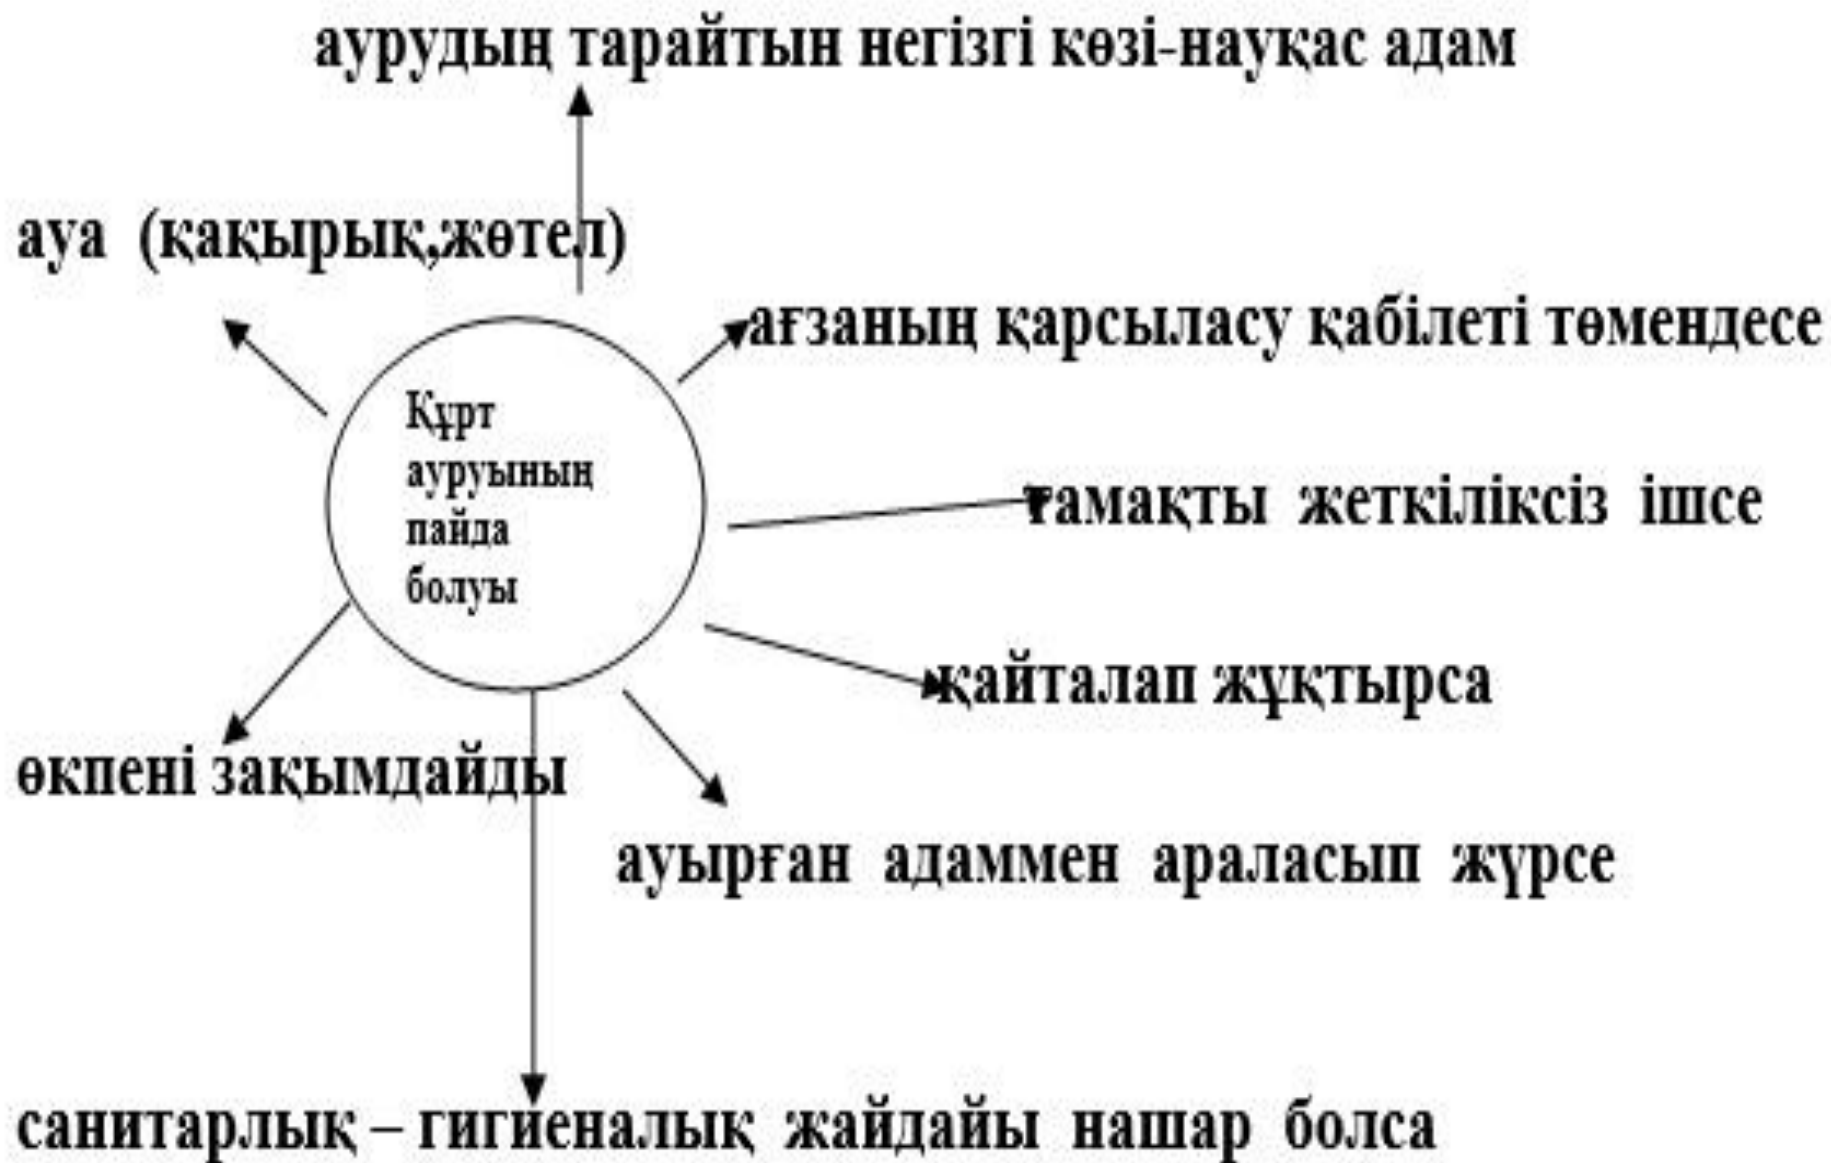 аурудың тарайтын негізгі көзі-науқас адам
ауа (қақырық,жөтел)
ағзаның қарсыласу қабілеті төмендесе
Құрт
ауруының
пайда
болуы
тамақты жеткіліксіз ішсе
қайталап жұқтырса
өкпені зақымдайды
ауырған адаммен араласып жүрсе
санитарлық – гигиеналық жайдайы нашар болса